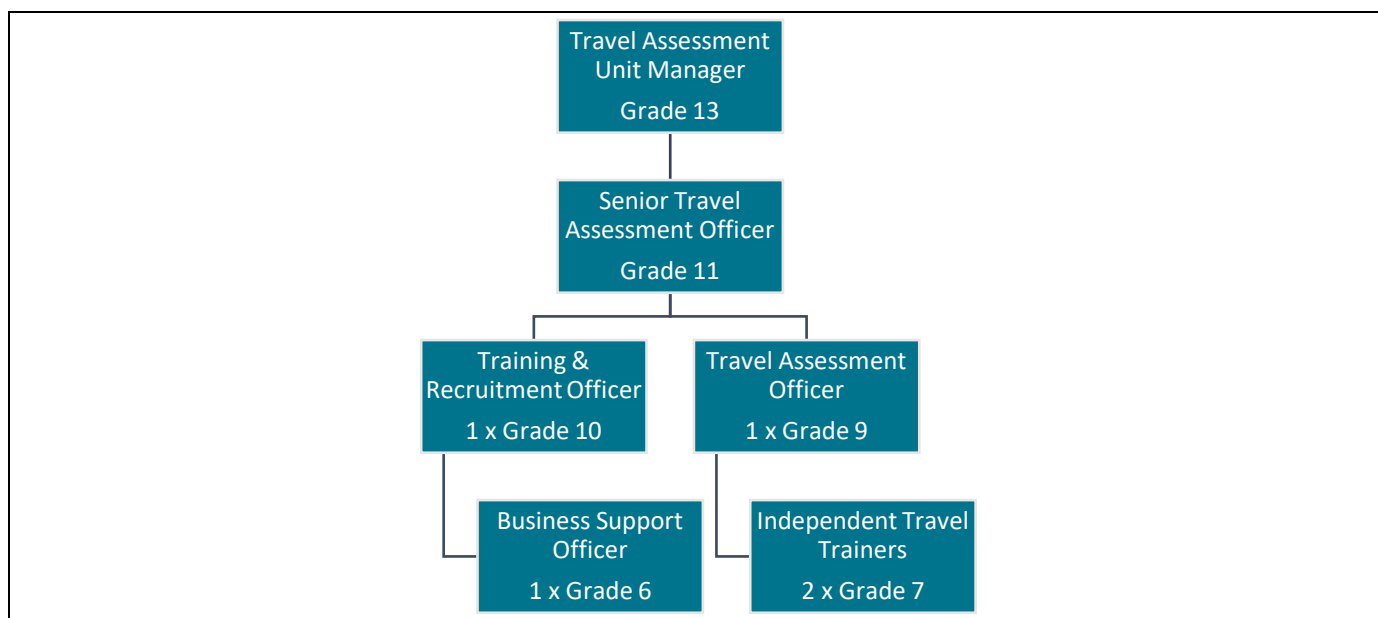 Travel Assessment
Unit Manager
Grade 13
Senior Travel
Assessment Officer
Grade 11
Training &
Recruitment Officer
1 x Grade 10
Travel Assessment
Officer
1 x Grade 9
Business Support
Officer
1 x Grade 6
Independent Travel
Trainers
2 x Grade 7